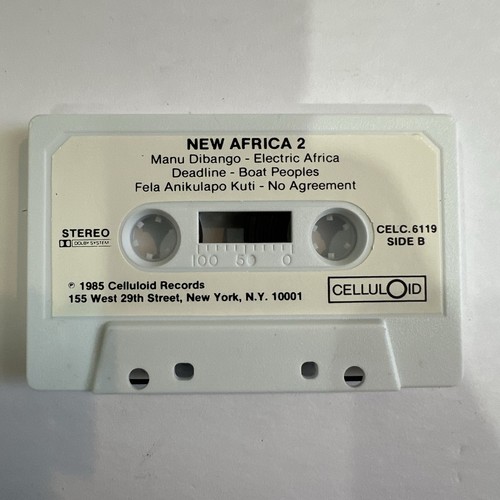 NEW AFRICA 2
Manu Dibango - Electric Africa
Deadline - Boat Peoples
Fela Anikulapo Kuti - No Agreement
STEREO
DOLBY SYSTEM
CELC.6119
SIDE B
100 50 0
℗ 1985 Celluloid Records
155 West 29th Street, New York, N.Y. 10001
CELLULOID